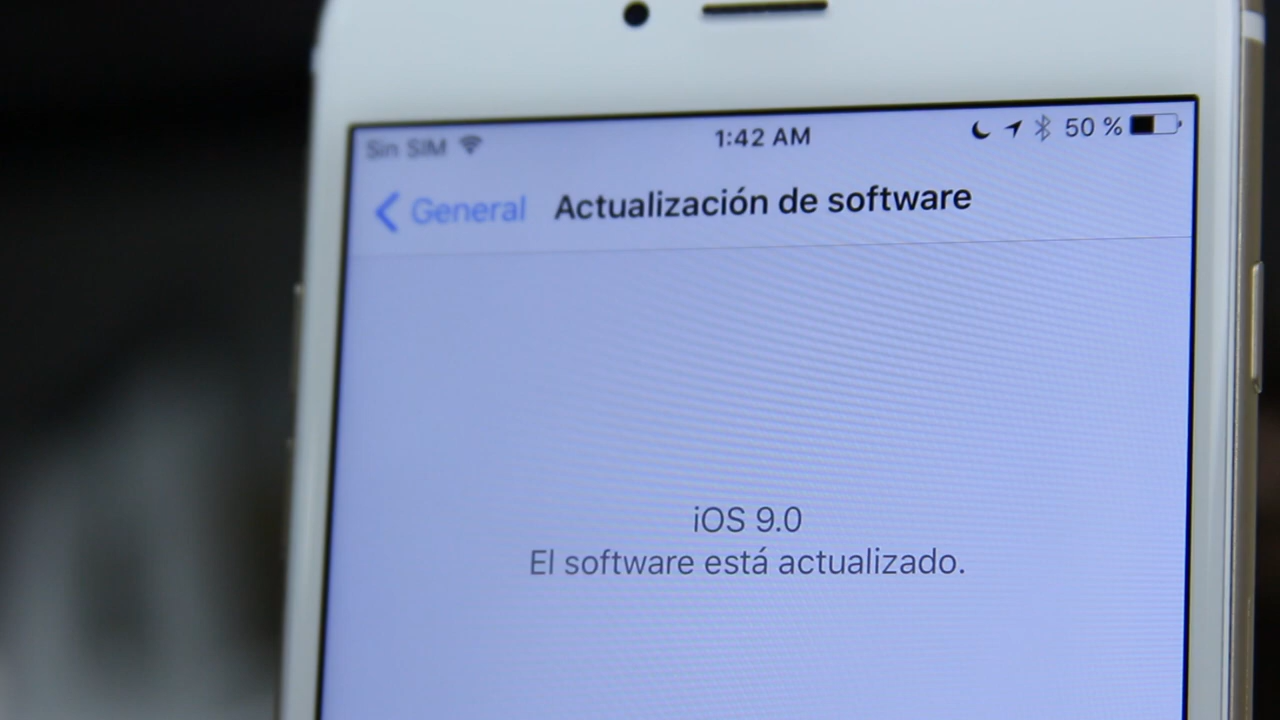 Sin SIM 1:42 AM 50 %
General Actualización de software
iOS 9.0
El software está actualizado.